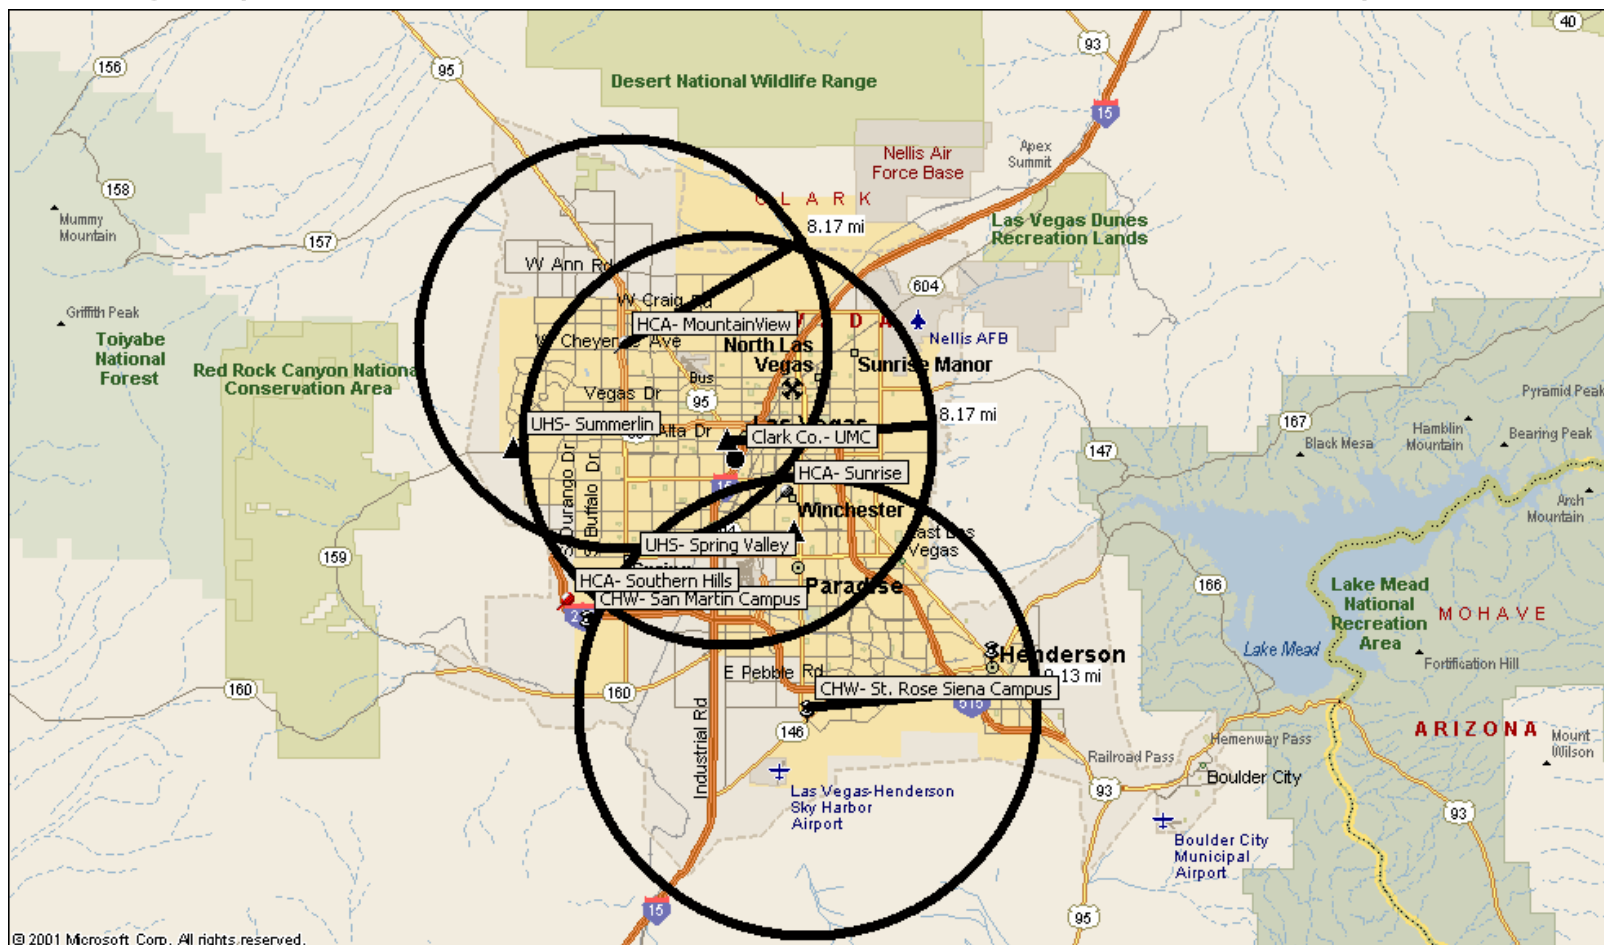 40
93
95
156
Desert National Wildlife Range
15
Nellis Air
Force Base
Apex
Summit
158
CLARK
Mummy
Mountain
8.17 mi
Las Vegas Dunes
Recreation Lands
157
W Ann Rd
604
W Craig Rd
Griffith Peak
HCA- MountainView
Toiyabe
National
Forest
W Cheyenne Ave
North Las
Vegas
Nellis AFB
Red Rock Canyon National
Conservation Area
Sunrise Manor
Bus
95
Vegas Dr
Pyramid Peak
8.17 mi
167
UHS- Summerlin
Alta Dr
Las Vegas
Clark Co.- UMC
Hamblin
Mountain
Bearing Peak
Black Mesa
147
S Durango Dr
S Buffalo Dr
HCA- Sunrise
15
Winchester
Arch
Mountain
East Las
Vegas
UHS- Spring Valley
159
HCA- Southern Hills
Paradise
166
CHW- San Martin Campus
Lake Mead
National
Recreation
Area
MOHAVE
Lake Mead
Henderson
Fortification Hill
E Pebble Rd
13 mi
160
160
CHW- St. Rose Siena Campus
515
146
Industrial Rd
ARIZONA
Mount
Wilson
Hemenway Pass
Railroad Pass
Boulder City
93
Las Vegas-Henderson
Sky Harbor
Airport
93
Boulder City
Municipal
Airport
15
95
© 2001 Microsoft Corp. All rights reserved.